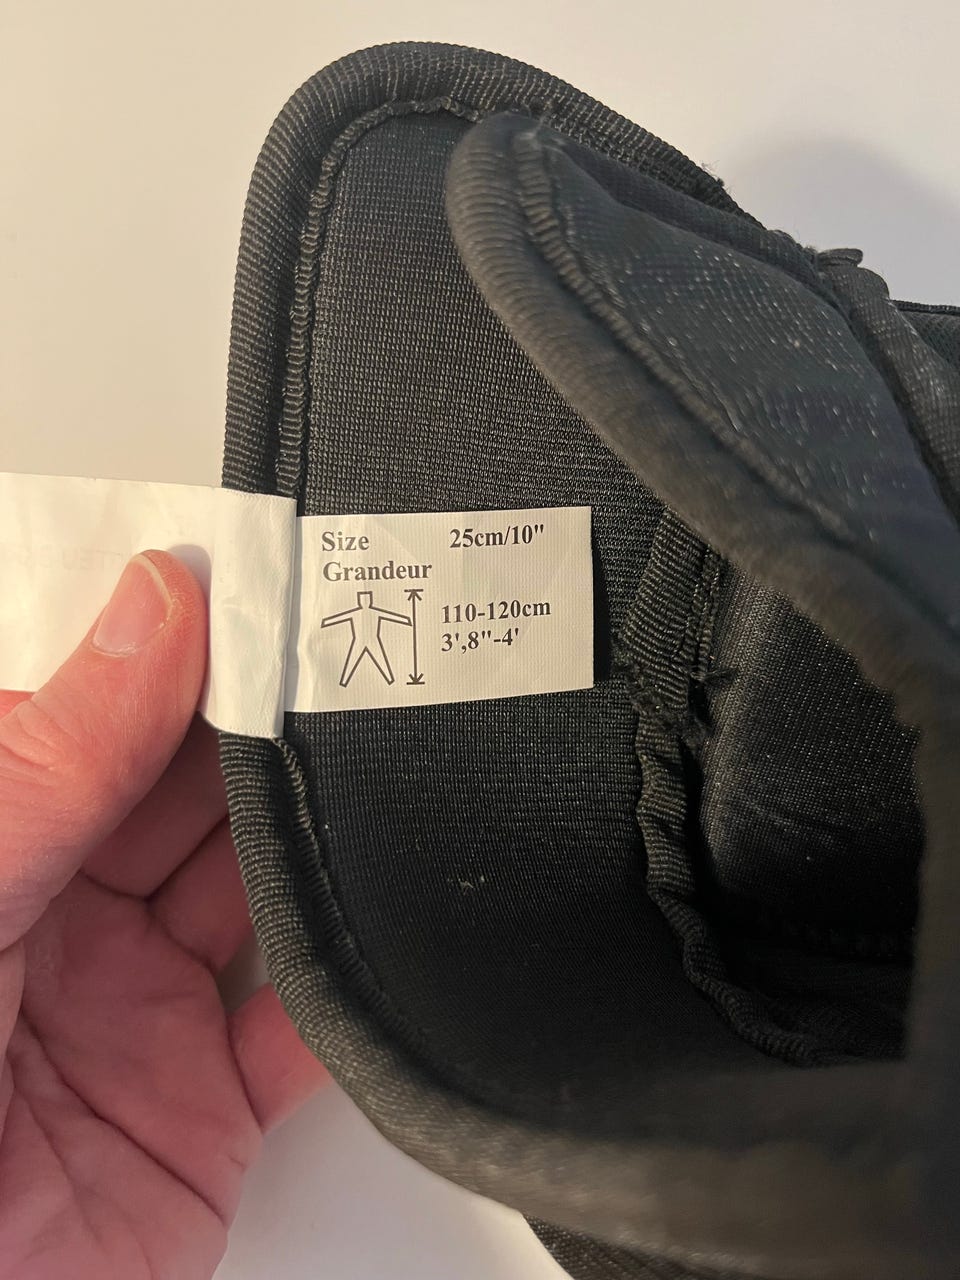 Size 25cm/10"
Grandeur
110-120cm
3',8"-4'